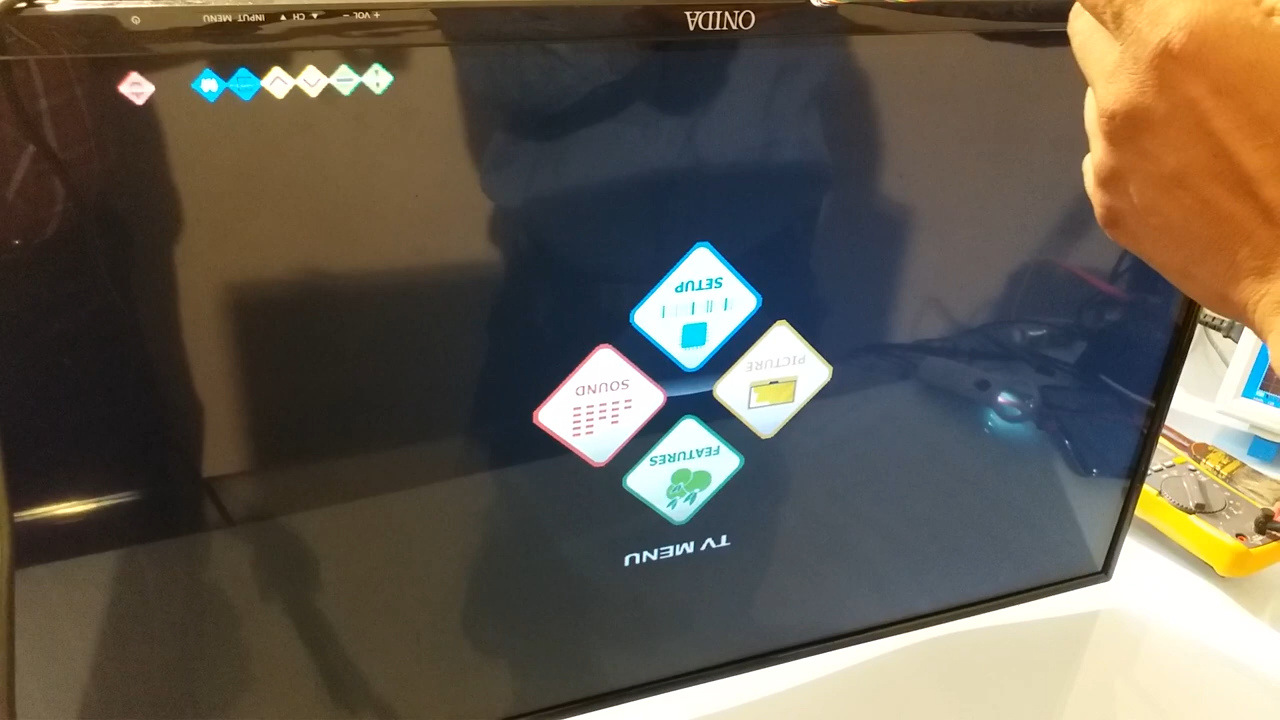 TV MENU
FEATURES
PICTURE
SOUND
SETUP
ONIDA
+ VOL − ▲ CH ▼ INPUT MENU